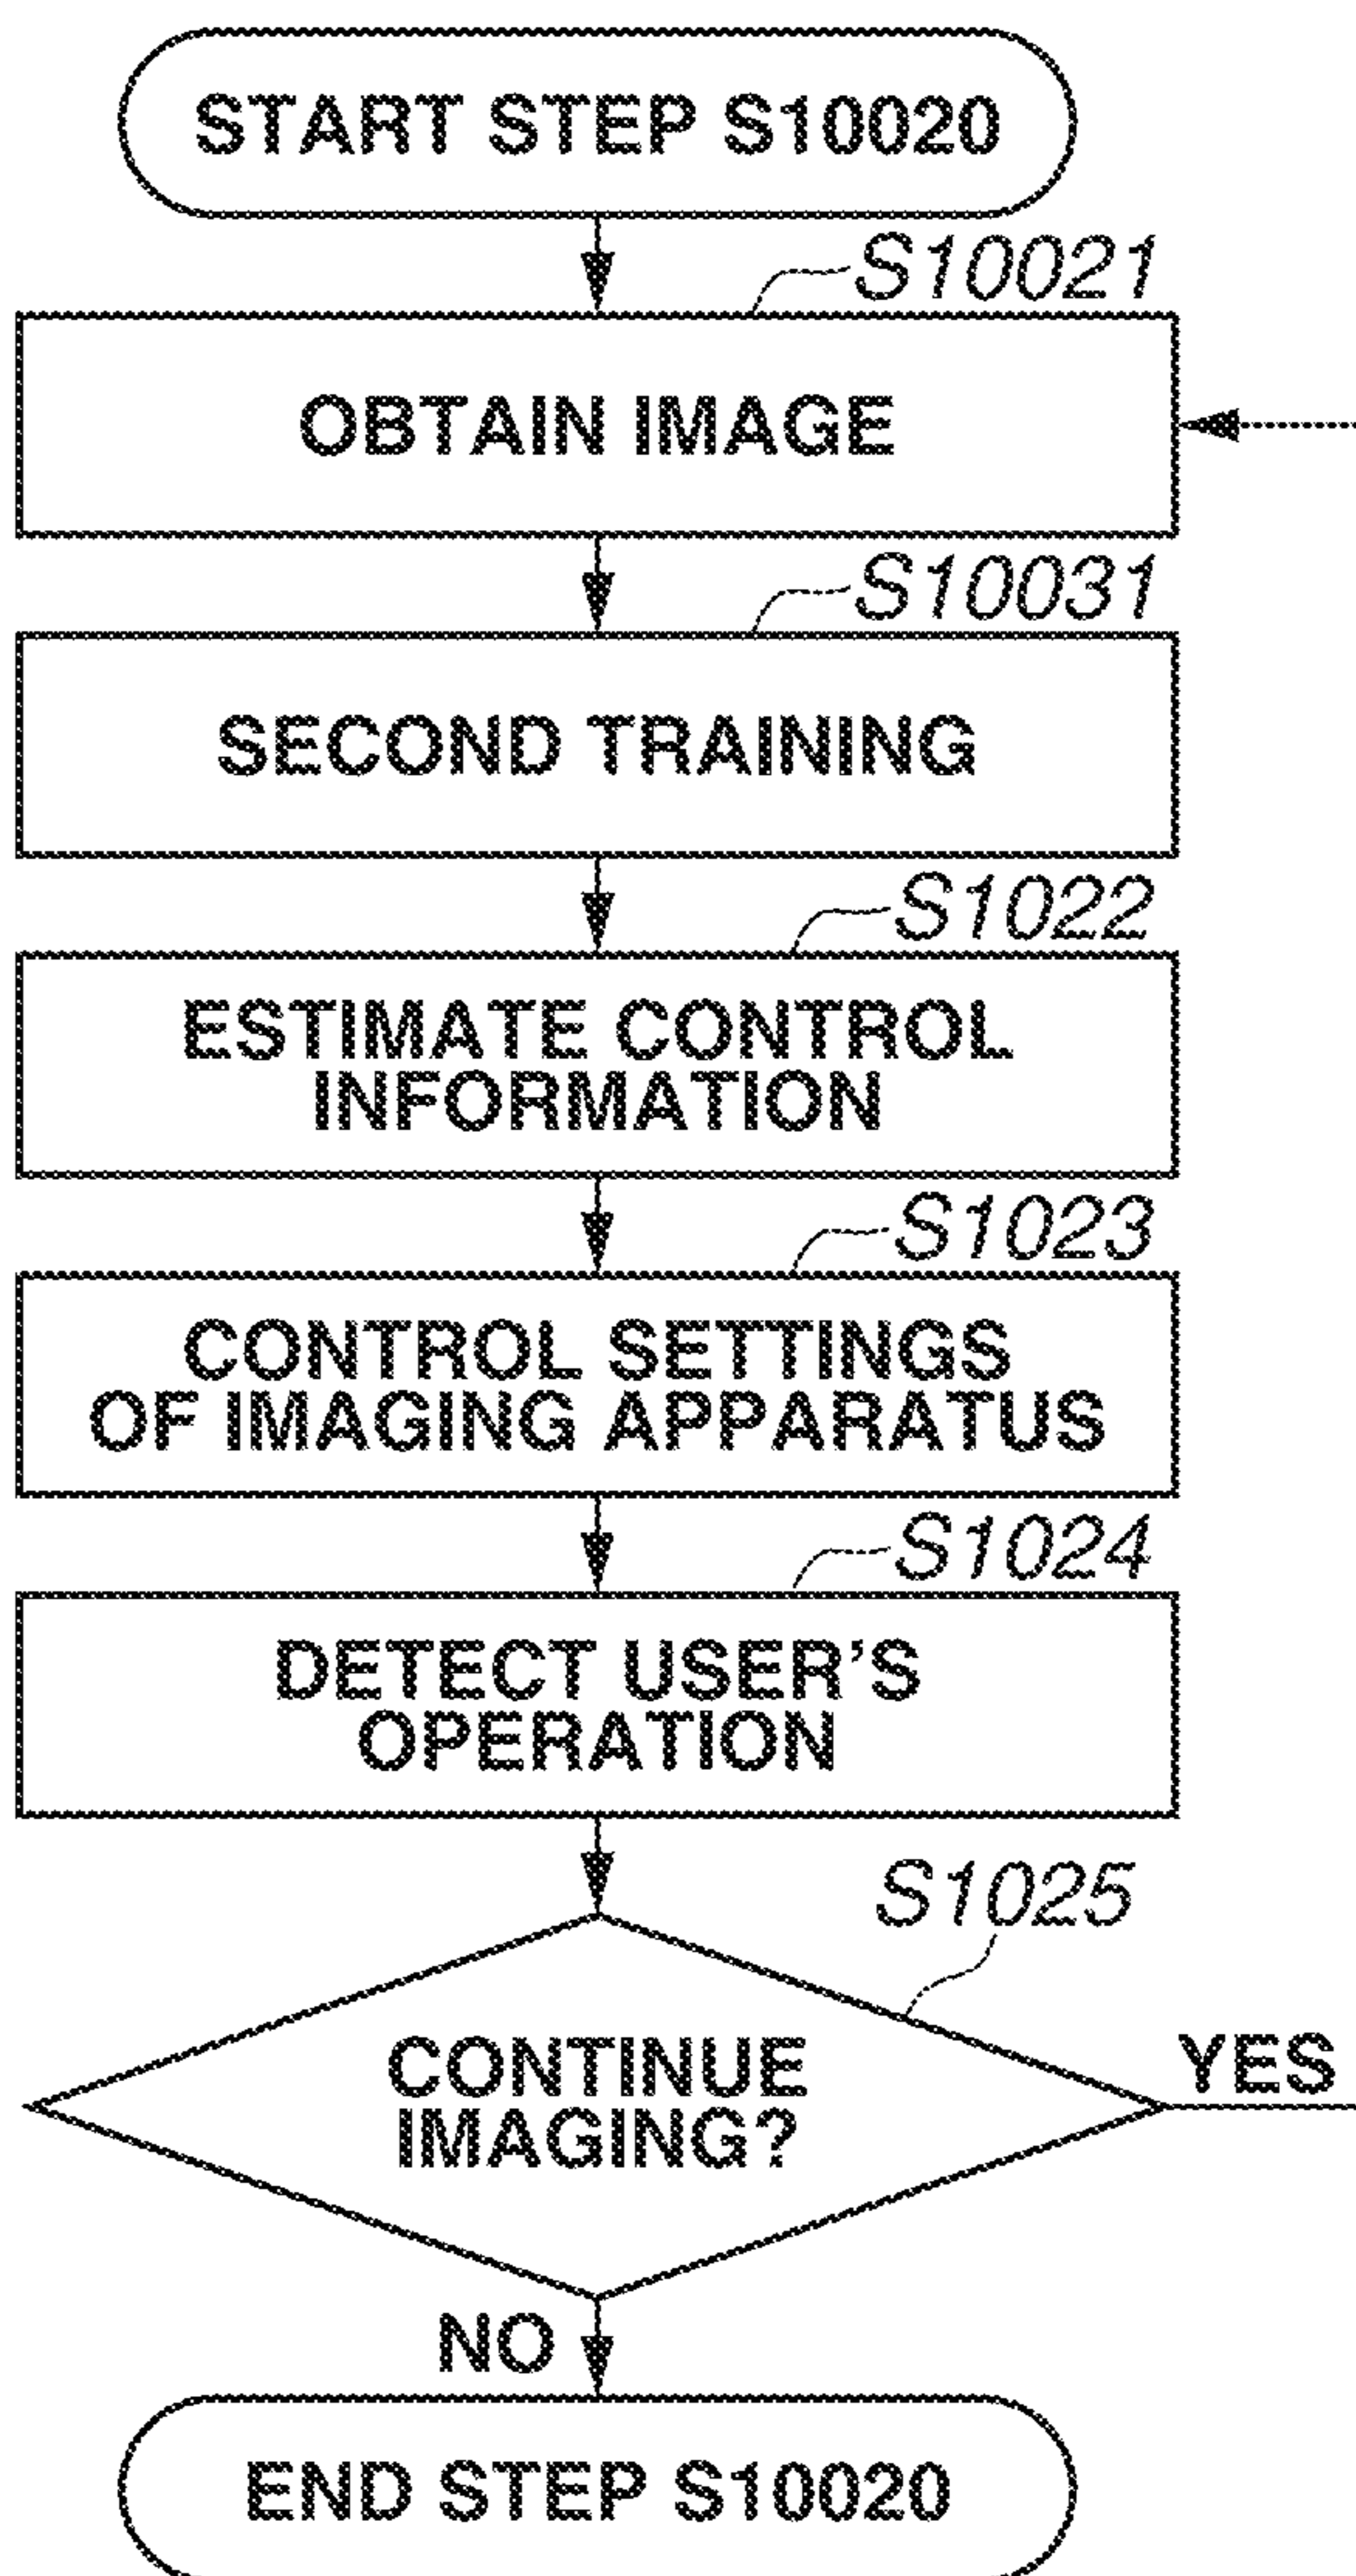 START STEP S10020
S10021
OBTAIN IMAGE
S10031
SECOND TRAINING
S1022
ESTIMATE CONTROL
INFORMATION
S1023
CONTROL SETTINGS
OF IMAGING APPARATUS
S1024
DETECT USER'S
OPERATION
S1025
CONTINUE
IMAGING?
YES
NO
END STEP S10020